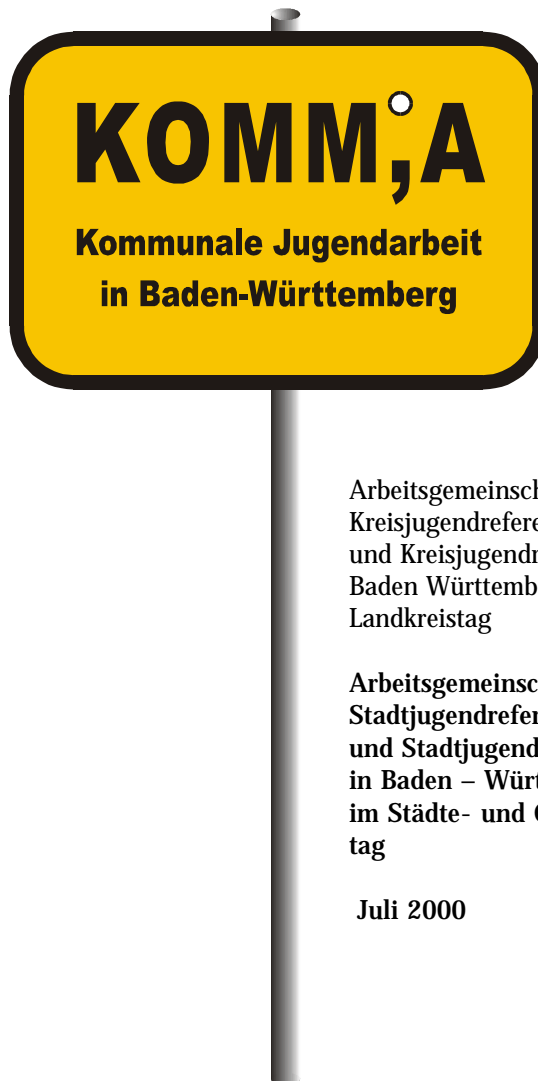 KOMM;A
Kommunale Jugendarbeit
in Baden-Württemberg
Kreisjugendrefere
und Kreisjugendr
Baden Württemb
Landkreistag
Arbeitsgemeinsc
Stadtjugendrefer
und Stadtjugend
in Baden – Würt
im Städte- und
tag
Juli 2000